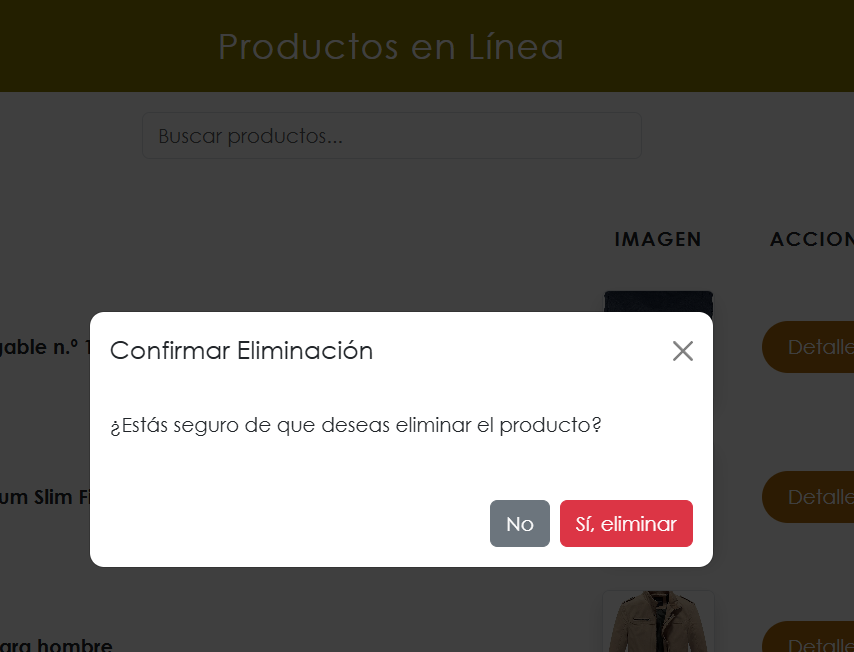 Productos en Línea
Buscar productos...
IMAGEN ACCION
gable n.º 1
Detalle
Confirmar Eliminación
¿Estás seguro de que deseas eliminar el producto?
um Slim Fi
Detalle
No
Sí, eliminar
ara hombre
Detalle